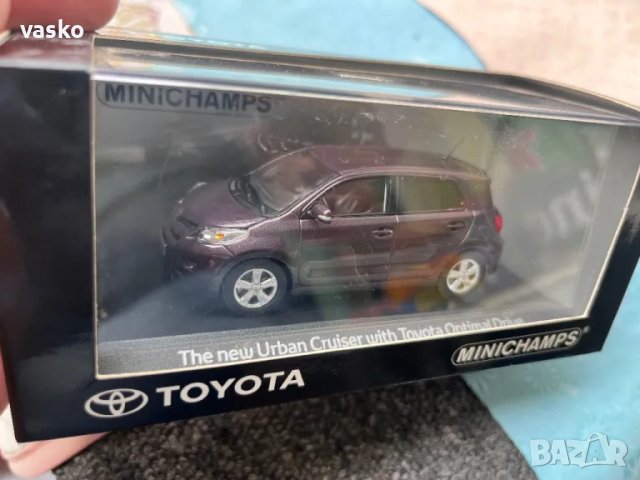 vasko
MINICHAMPS
The new Urban Cruiser with Toyota Optimal Drive
MINICHAMPS®
TOYOTA
BAZAR